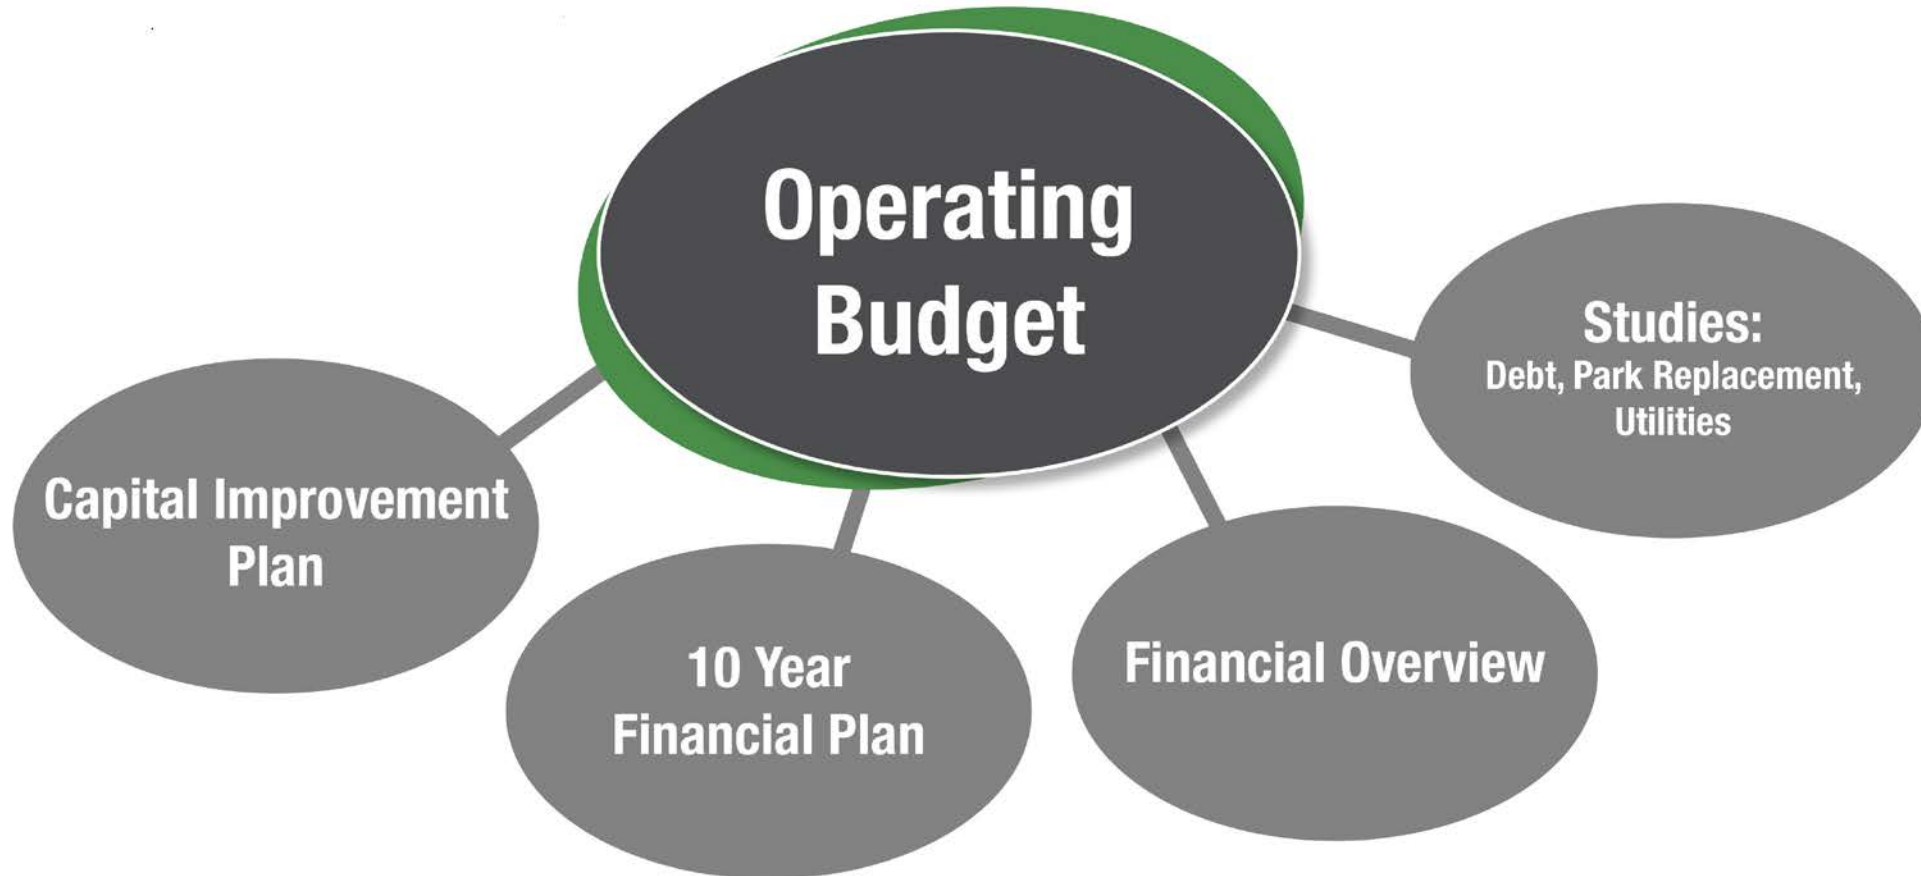 Operating
Budget
Capital Improvement
Plan
10 Year
Financial Plan
Financial Overview
Studies:
Debt, Park Replacement,
Utilities